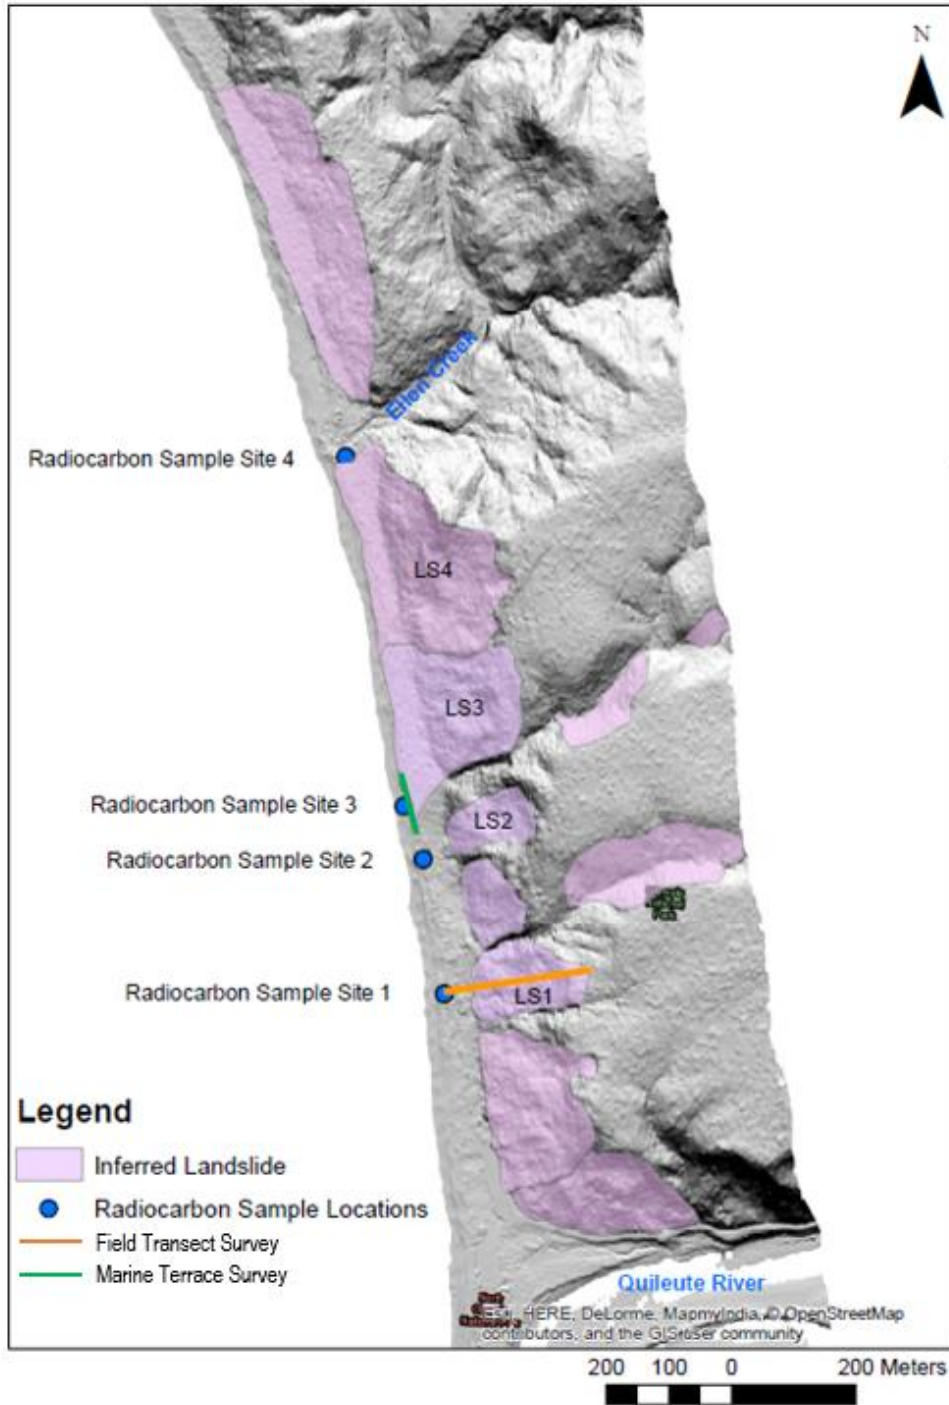 N
Ellen Creek
Radiocarbon Sample Site 4
LS4
LS3
Radiocarbon Sample Site 3
LS2
Radiocarbon Sample Site 2
Radiocarbon Sample Site 1
LS1
Legend
Inferred Landslide
Radiocarbon Sample Locations
Field Transect Survey
Marine Terrace Survey
Quileute River
HERE, DeLorme, MapmyIndia, © OpenStreetMap
contributors, and the GIS user community
200 100 0 200 Meters